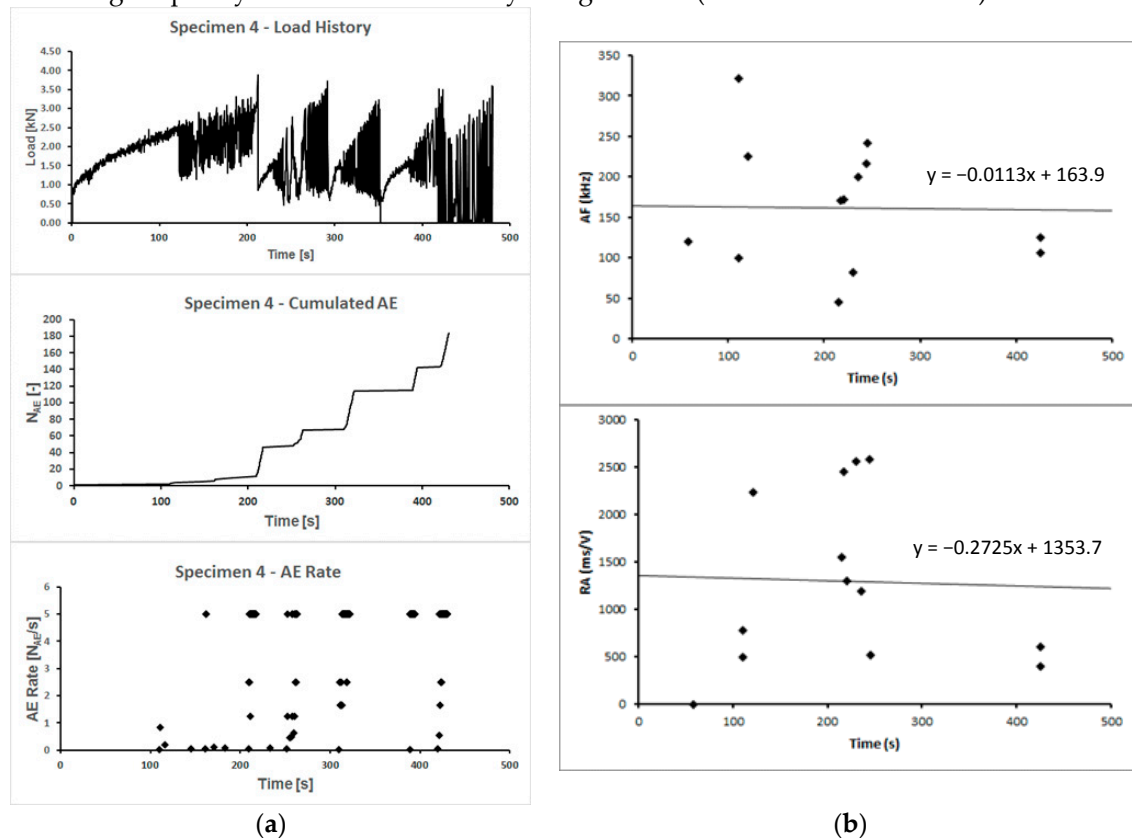 Specimen 4 - Load History
4.50
4.00
3.50
3.00
2.50
2.00
1.50
1.00
0.50
0.00
Load [kN]
0 100 200 300 400 500
Time [s]
Specimen 4 - Cumulated AE
200
180
160
140
120
100
80
60
40
20
0
NAE [-]
0 100 200 300 400 500
Time [s]
Specimen 4 - AE Rate
6
5
4
3
2
1
0
AE Rate [NAE/s]
0 100 200 300 400 500
Time [s]
(a)
350
300
250
200
150
100
50
0
AF (kHz)
y = −0.0113x + 163.9
0 100 200 300 400 500
Time (s)
3000
2500
2000
1500
1000
500
0
RA (ms/V)
y = −0.2725x + 1353.7
0 100 200 300 400 500
Time (s)
(b)